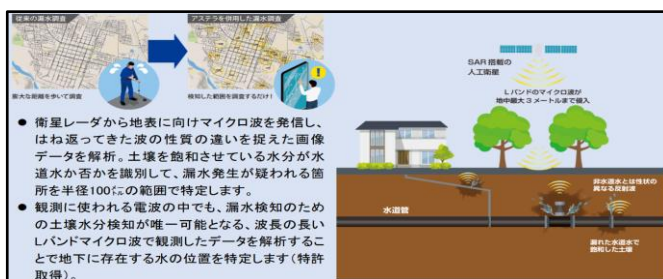 従来の漏水調査
アステラを併用した漏水調査
膨大な距離を歩いて調査
検知した範囲を調査するだけ!
● 衛星レーダから地表に向けマイクロ波を発信し、
はね返ってきた波の性質の違いを捉えた画像
データを解析。土壌を飽和させている水分が水
道水か否かを識別して、漏水発生が疑われる箇
所を半径100㍍の範囲で特定します。
● 観測に使われる電波の中でも、漏水検知のため
の土壌水分検知が唯一可能となる、波長の長い
Lバンドマイクロ波で観測したデータを解析するこ
とで地下に存在する水の位置を特定します(特許
取得)。
SAR搭載の
人工衛星
Lバンドのマイクロ波が
地中最大3メートルまで侵入
非水道水とは性状の
異なる反射波
水道管
漏れた水道水で
飽和した土壌